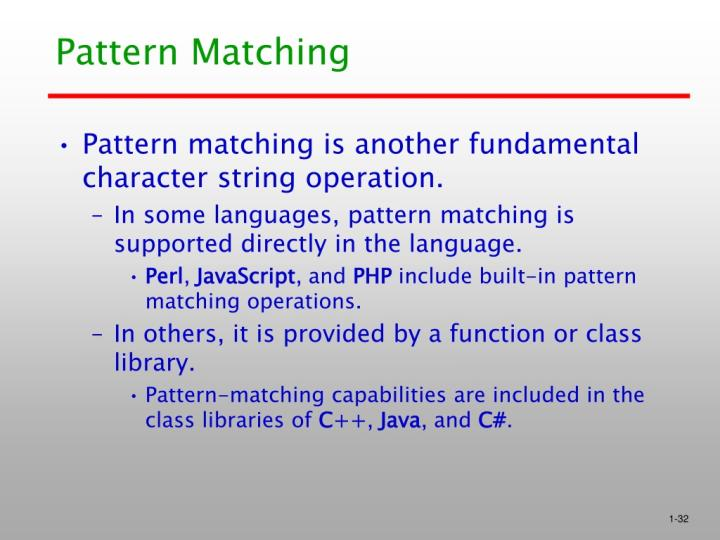 Pattern Matching
• Pattern matching is another fundamental
character string operation.
– In some languages, pattern matching is
supported directly in the language.
• Perl, JavaScript, and PHP include built-in pattern
matching operations.
– In others, it is provided by a function or class
library.
• Pattern-matching capabilities are included in the
class libraries of C++, Java, and C#.
1-32